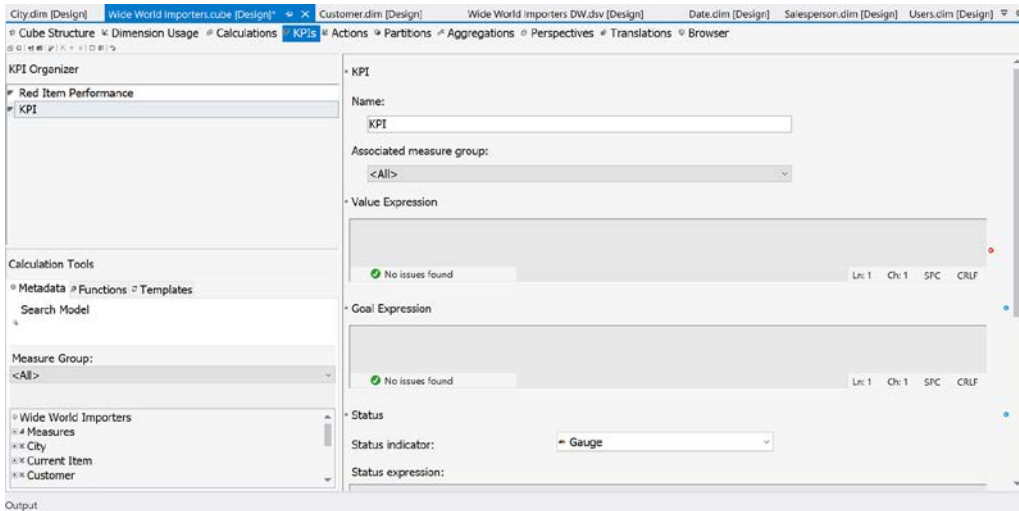 City.dim [Design] Wide World Importers.cube [Design]* Customer.dim [Design] Wide World Importers DW.dsv [Design] Date.dim [Design] Salesperson.dim [Design] Users.dim [Design]
Cube Structure Dimension Usage Calculations KPIs Actions Partitions Aggregations Perspectives Translations Browser
KPI Organizer
Red Item Performance
KPI
Calculation Tools
Metadata Functions Templates
Search Model
Measure Group:
<All>
Wide World Importers
Measures
City
Current Item
Customer
KPI
Name:
KPI
Associated measure group:
<All>
Value Expression
No issues found Ln: 1 Ch: 1 SPC CRLF
Goal Expression
No issues found Ln: 1 Ch: 1 SPC CRLF
Status
Status indicator: Gauge
Status expression:
Output